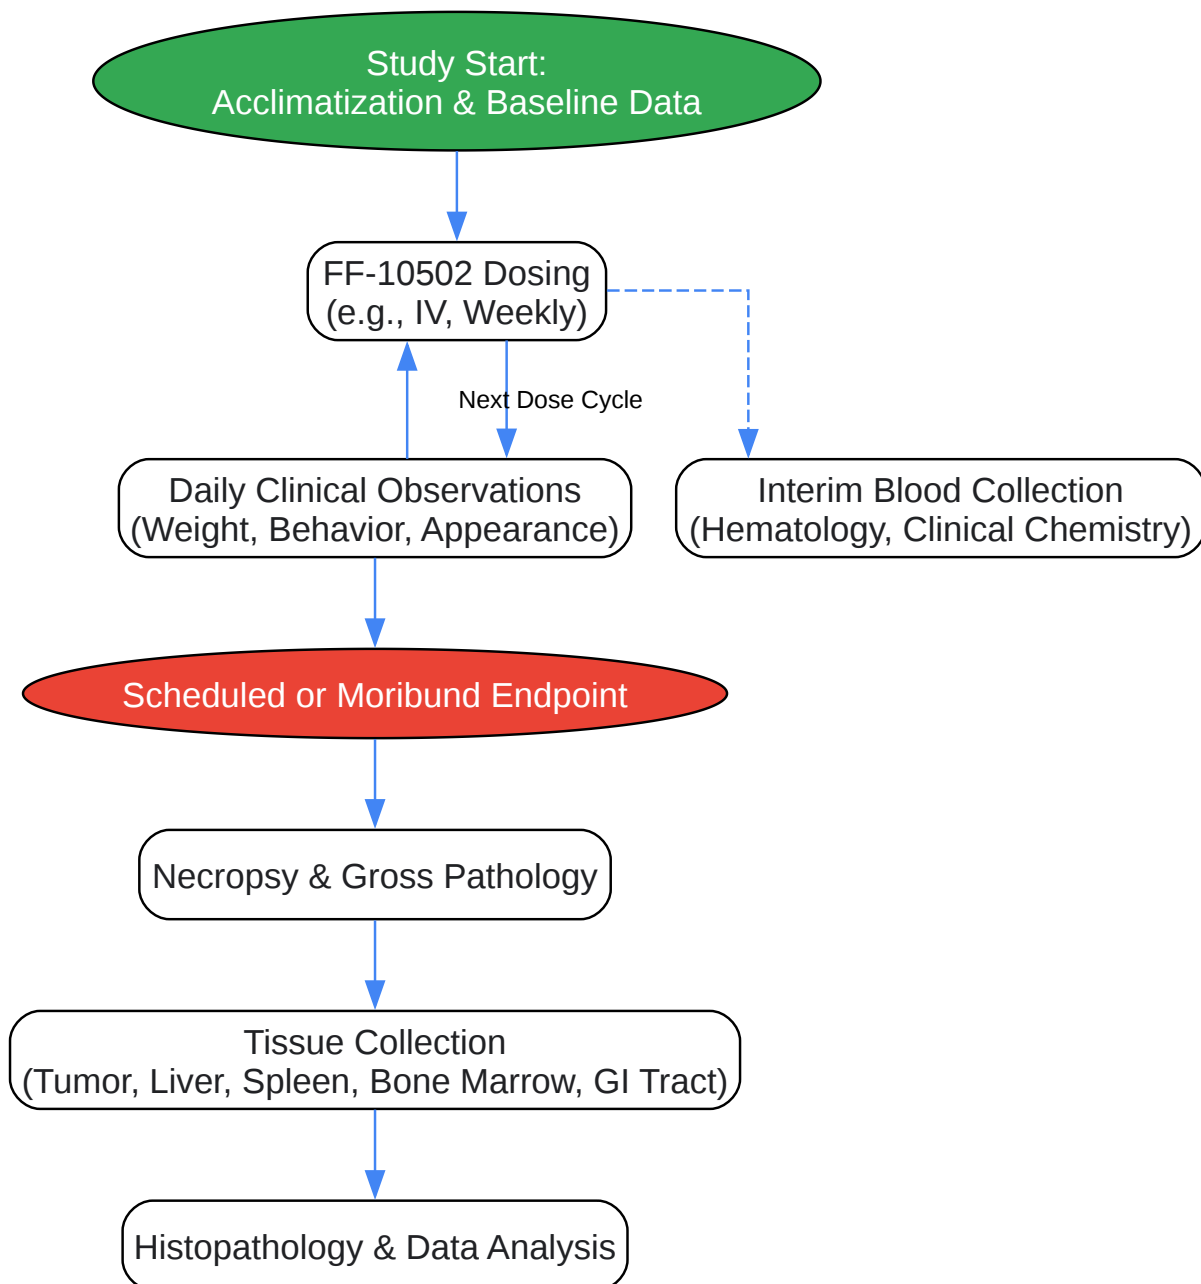 Study Start:
Acclimatization & Baseline Data
FF-10502 Dosing
(e.g., IV, Weekly)
Next Dose Cycle
Daily Clinical Observations
(Weight, Behavior, Appearance)
Interim Blood Collection
(Hematology, Clinical Chemistry)
Scheduled or Moribund Endpoint
Necropsy & Gross Pathology
Tissue Collection
(Tumor, Liver, Spleen, Bone Marrow, GI Tract)
Histopathology & Data Analysis